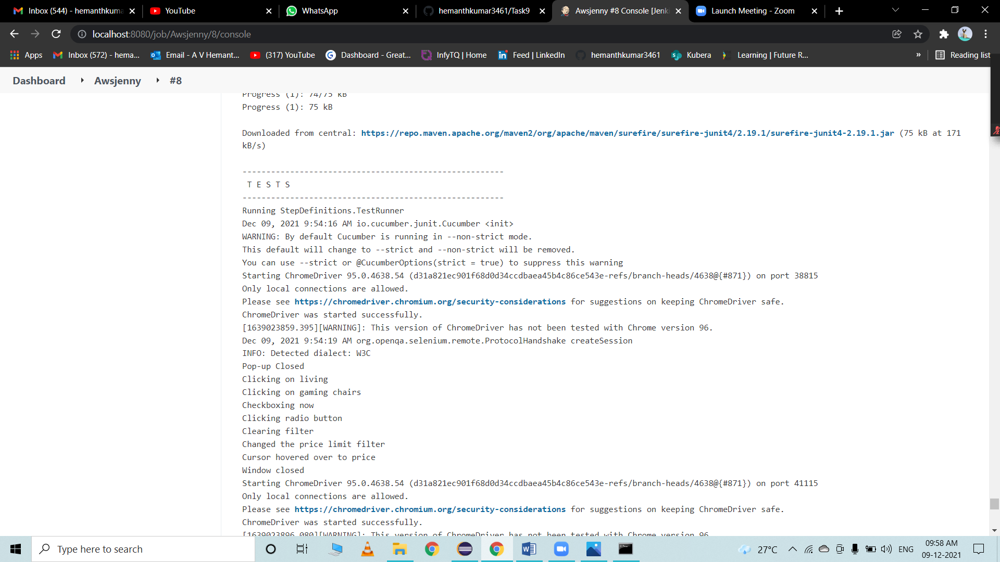 Inbox (544) - hemanthkuma
YouTube
WhatsApp
hemanthkumar3461/Task9
Awsjenny #8 Console [Jenki
Launch Meeting - Zoom
localhost:8080/job/Awsjenny/8/console
Apps
Inbox (572) - hema...
Email - A V Hemant...
(317) YouTube
Dashboard - Great...
InfyTQ | Home
Feed | LinkedIn
hemanthkumar3461
Kubera
Learning | Future R...
»
Reading list
Dashboard
Awsjenny
#8
Progress (1): 74/75 kB
Progress (1): 75 kB
Downloaded from central: https://repo.maven.apache.org/maven2/org/apache/maven/surefire/surefire-junit4/2.19.1/surefire-junit4-2.19.1.jar (75 kB at 171
kB/s)
-------------------------------------------------------
T E S T S
-------------------------------------------------------
Running StepDefinitions.TestRunner
Dec 09, 2021 9:54:16 AM io.cucumber.junit.Cucumber <init>
WARNING: By default Cucumber is running in --non-strict mode.
This default will change to --strict and --non-strict will be removed.
You can use --strict or @CucumberOptions(strict = true) to suppress this warning
Starting ChromeDriver 95.0.4638.54 (d31a821ec901f68d0d34ccdbaea45b4c86ce543e-refs/branch-heads/4638@{#871}) on port 38815
Only local connections are allowed.
Please see https://chromedriver.chromium.org/security-considerations for suggestions on keeping ChromeDriver safe.
ChromeDriver was started successfully.
[1639023859.395][WARNING]: This version of ChromeDriver has not been tested with Chrome version 96.
Dec 09, 2021 9:54:19 AM org.openqa.selenium.remote.ProtocolHandshake createSession
INFO: Detected dialect: W3C
Pop-up Closed
Clicking on living
Clicking on gaming chairs
Checkboxing now
Clicking radio button
Clearing filter
Changed the price limit filter
Cursor hovered over to price
Window closed
Starting ChromeDriver 95.0.4638.54 (d31a821ec901f68d0d34ccdbaea45b4c86ce543e-refs/branch-heads/4638@{#871}) on port 41115
Only local connections are allowed.
Please see https://chromedriver.chromium.org/security-considerations for suggestions on keeping ChromeDriver safe.
ChromeDriver was started successfully.
[1639023896.080][WARNING]: This version of ChromeDriver has not been tested with Chrome version 96.
Type here to search
27°C
ENG
09:58 AM
09-12-2021